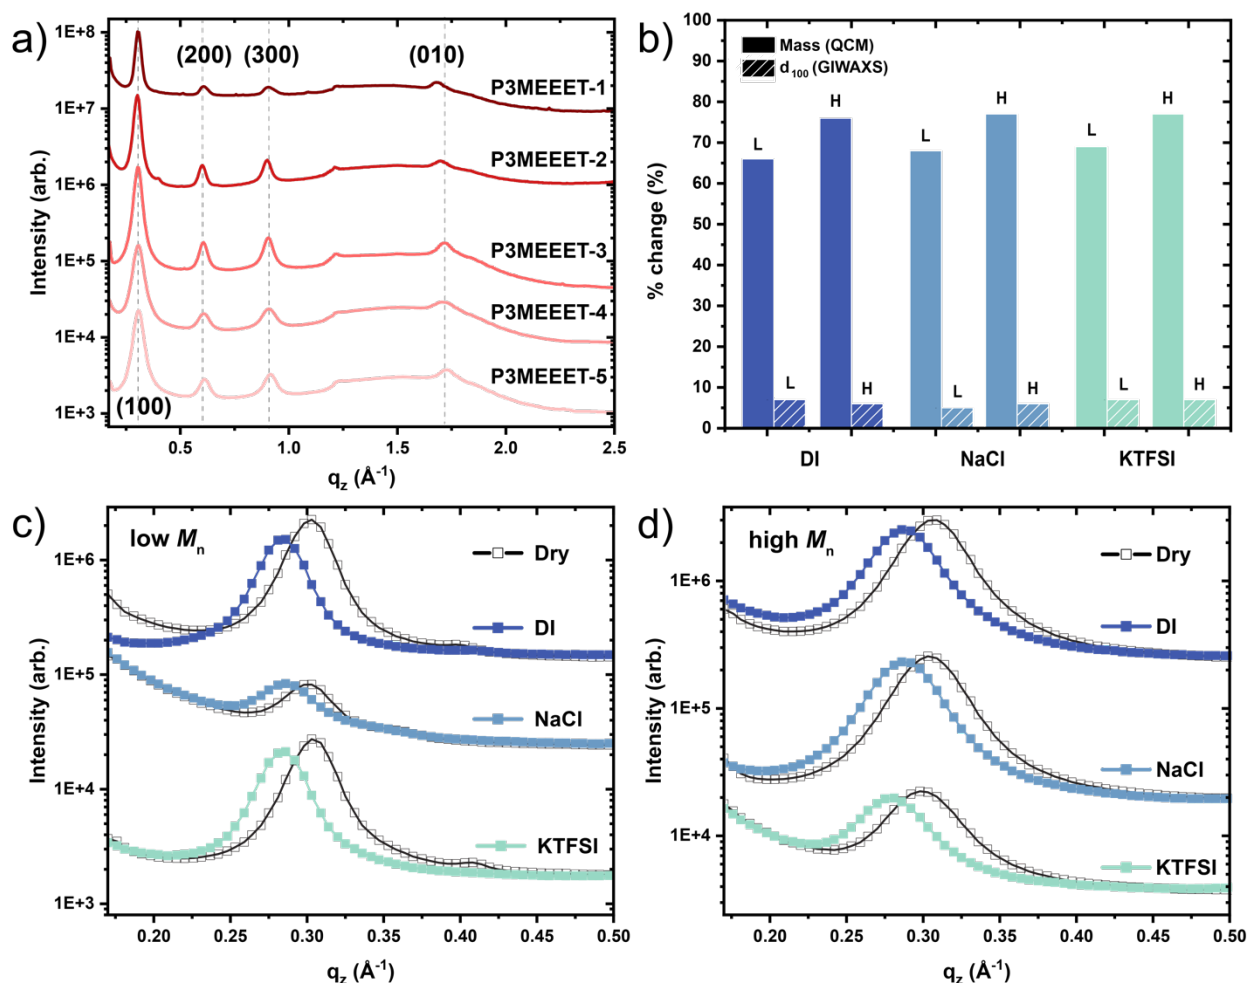 a)
1E+8
1E+7
1E+6
1E+5
1E+4
1E+3
Intensity (arb.)
(200) (300) (010)
P3MEEET-1
P3MEEET-2
P3MEEET-3
P3MEEET-4
P3MEEET-5
(100)
0.5 1.0 1.5 2.0 2.5
qz (Å-1)
b)
100
90
80
70
60
50
40
30
20
10
0
% change (%)
Mass (QCM)
d100 (GIWAXS)
L H L H L H
L H L H L H
DI NaCl KTFSI
c)
low Mn
1E+6
1E+5
1E+4
1E+3
Intensity (arb.)
Dry
DI
NaCl
KTFSI
0.20 0.25 0.30 0.35 0.40 0.45 0.50
qz (Å-1)
d)
high Mn
1E+6
1E+5
1E+4
Intensity (arb.)
Dry
DI
NaCl
KTFSI
0.20 0.25 0.30 0.35 0.40 0.45 0.50
qz (Å-1)